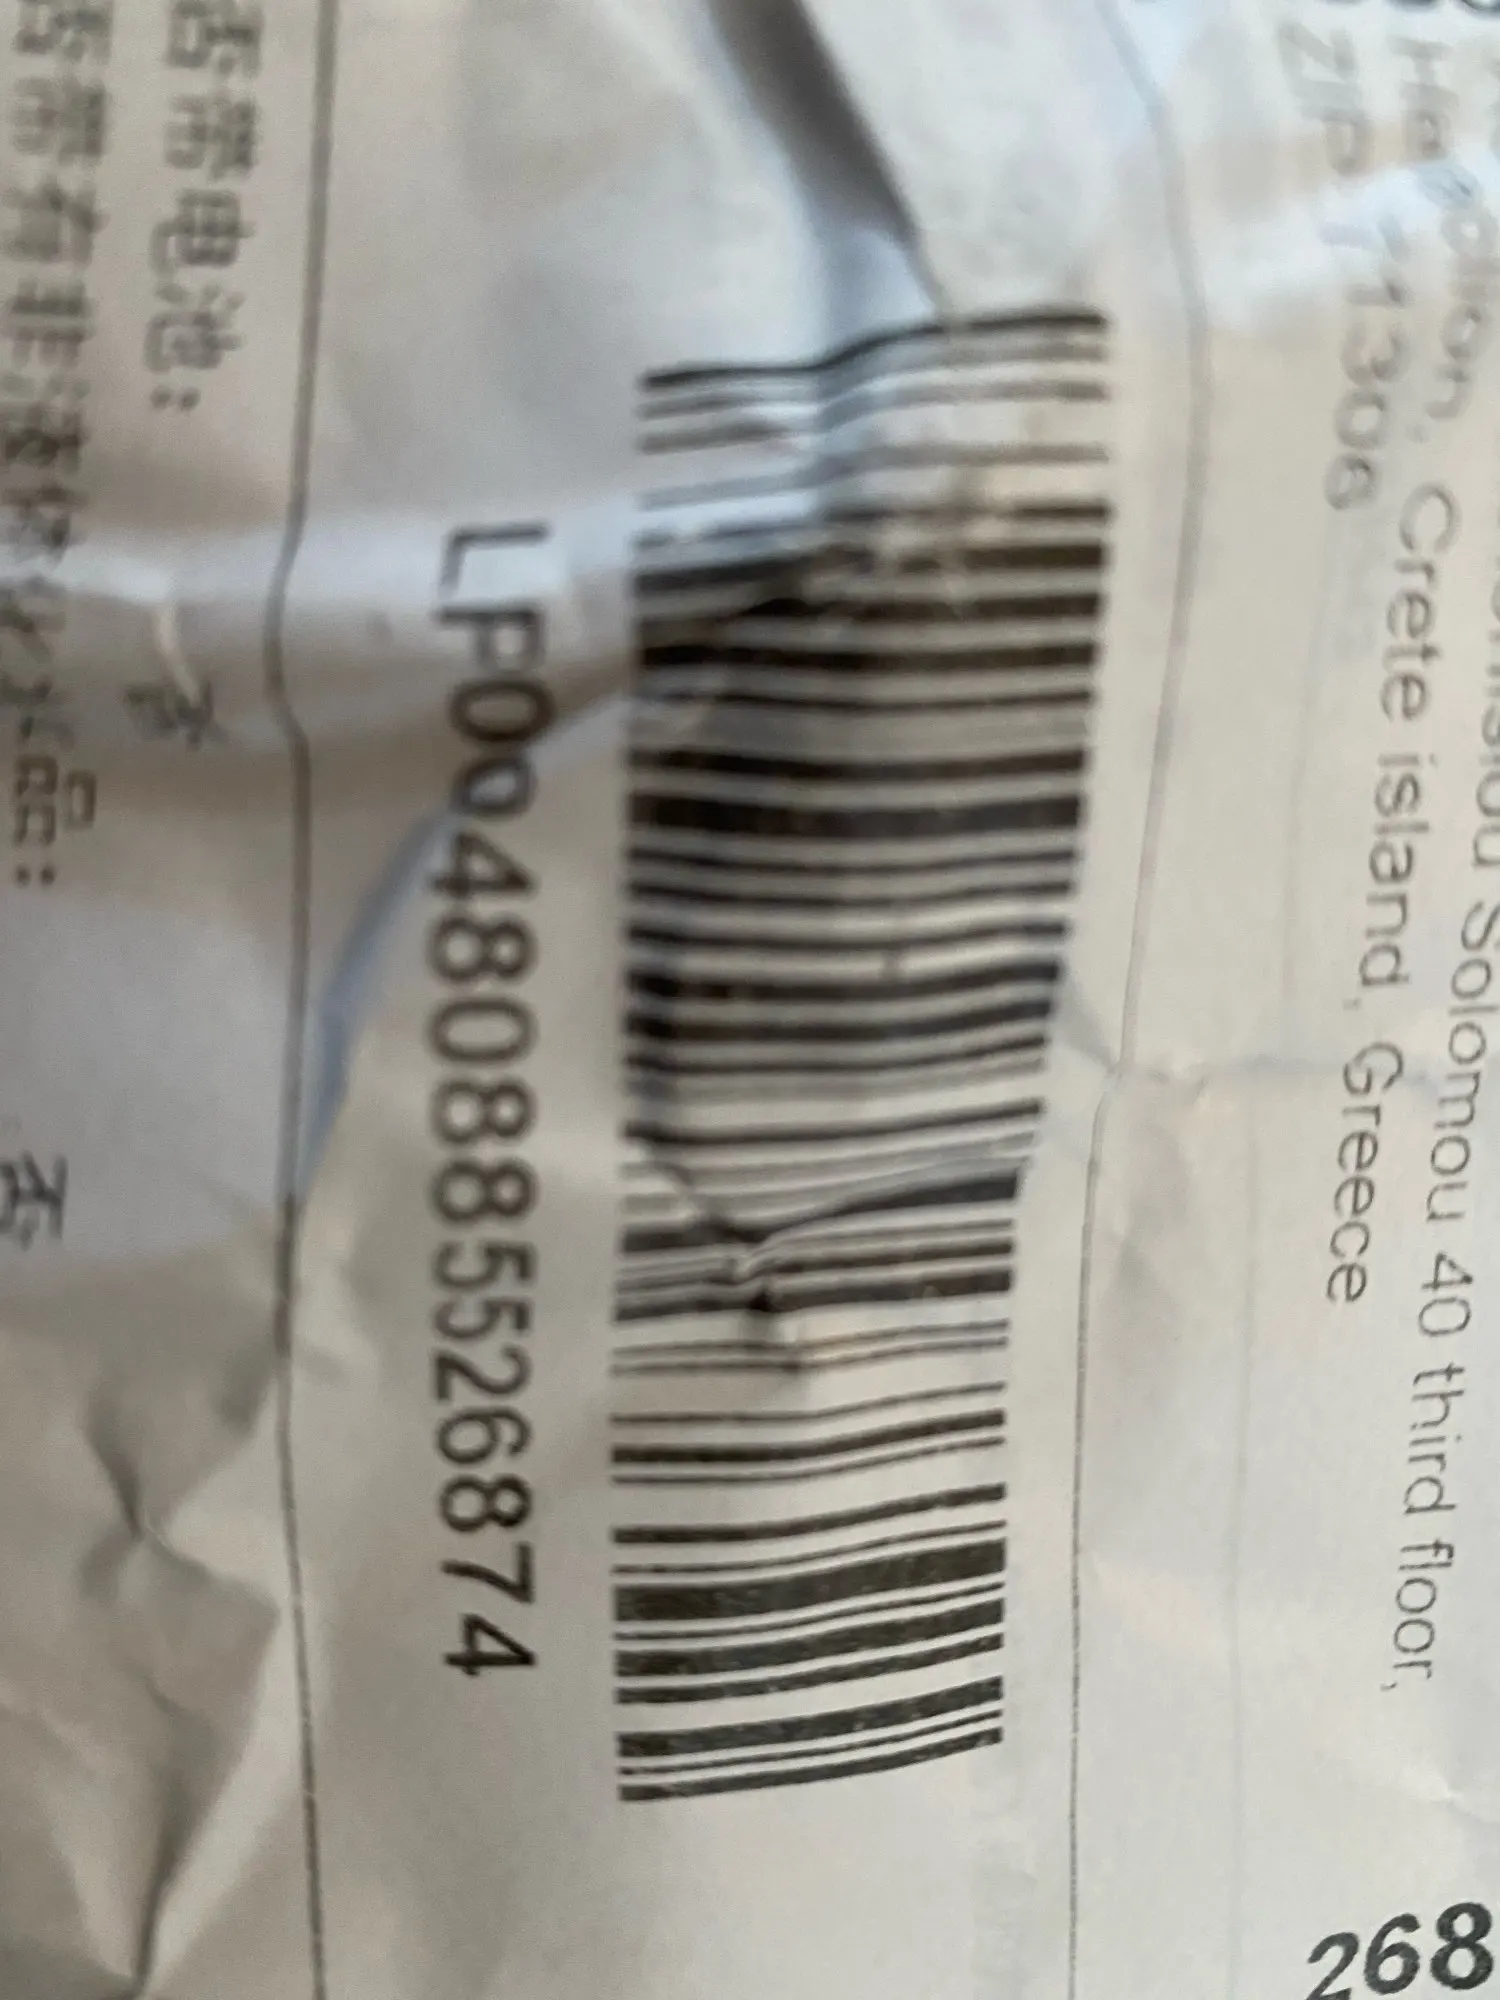 Solomou 40 third floor,
Crete island, Greece
268
LP00480885526874
否带电池： 否
否带有非液体化妆品： 否